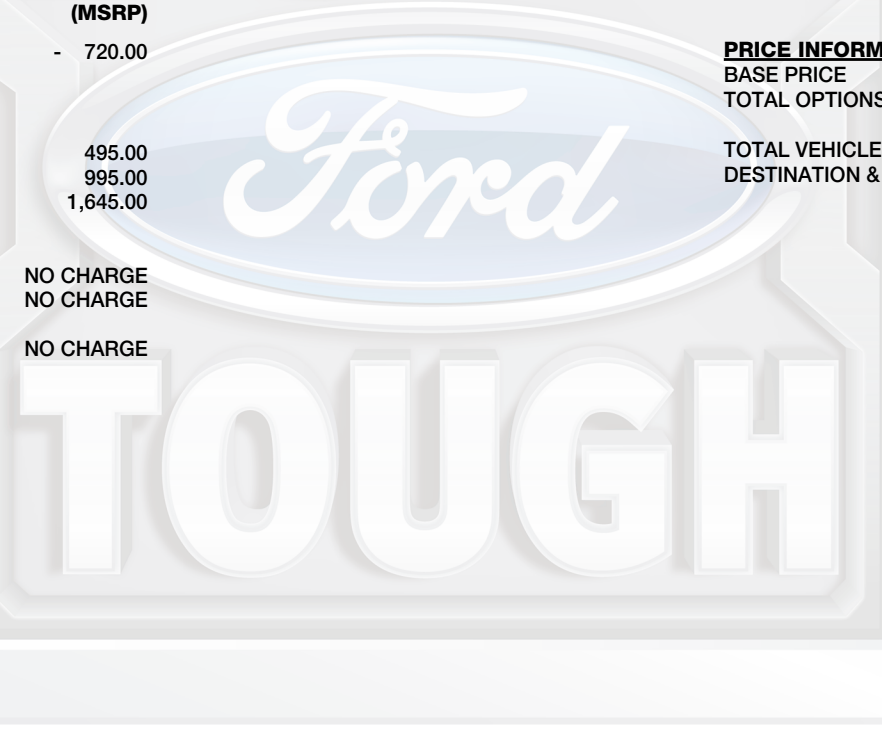 (MSRP)
- 720.00
495.00
995.00
1,645.00
NO CHARGE
NO CHARGE
NO CHARGE
PRICE INFORM
BASE PRICE
TOTAL OPTIONS
TOTAL VEHICLE
DESTINATION &
Ford
TOUGH